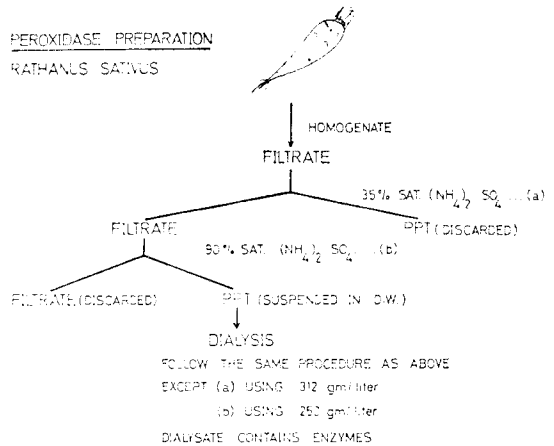 PEROXIDASE PREPARATION
RATHANUS SATIVUS
HOMOGENATE
FILTRATE
35% SAT. (NH4)2 SO4 ... (a)
FILTRATE
PPT (DISCARDED)
90% SAT. (NH4)2 SO4 ... (b)
FILTRATE (DISCARDED)
PPT (SUSPENDED IN D.W.)
DIALYSIS
FOLLOW THE SAME PROCEDURE AS ABOVE
EXCEPT (a) USING 312 gm/liter
(b) USING 252 gm/liter
DIALYSATE CONTAINS ENZYMES